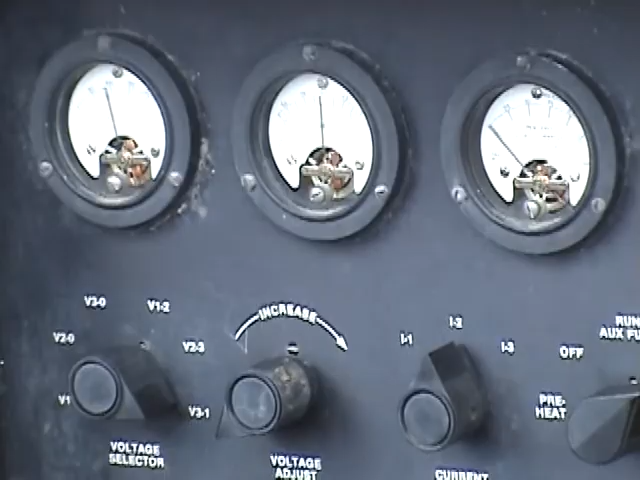 V3-0
V1-2
V2-0
V2-3
V1
V3-1
VOLTAGE
SELECTOR
INCREASE
VOLTAGE
ADJUST
I-1
I-2
I-3
CURRENT
RUN
AUX FU
OFF
PRE-
HEAT